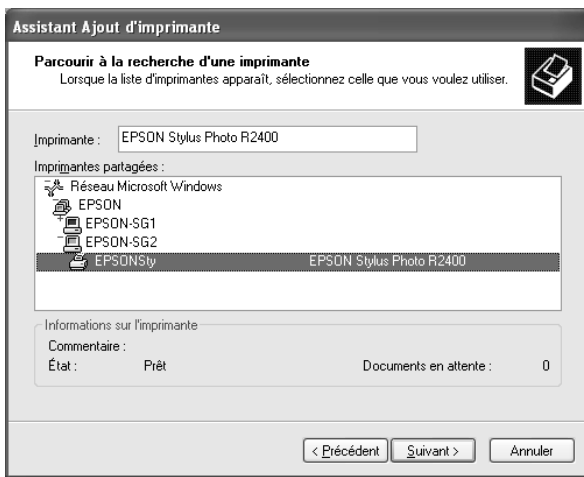 Assistant Ajout d'imprimante
Parcourir à la recherche d'une imprimante
Lorsque la liste d'imprimantes apparaît, sélectionnez celle que vous voulez utiliser.
Imprimante : EPSON Stylus Photo R2400
Imprimantes partagées :
Réseau Microsoft Windows
EPSON
EPSON-SG1
EPSON-SG2
EPSONSty EPSON Stylus Photo R2400
Informations sur l'imprimante
Commentaire :
État : Prêt Documents en attente : 0
< Précédent Suivant > Annuler